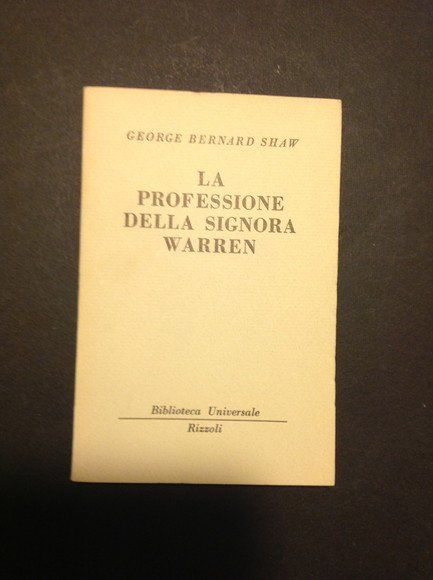 GEORGE BERNARD SHAW
LA
PROFESSIONE
DELLA SIGNORA
WARREN
Biblioteca Universale
Rizzoli